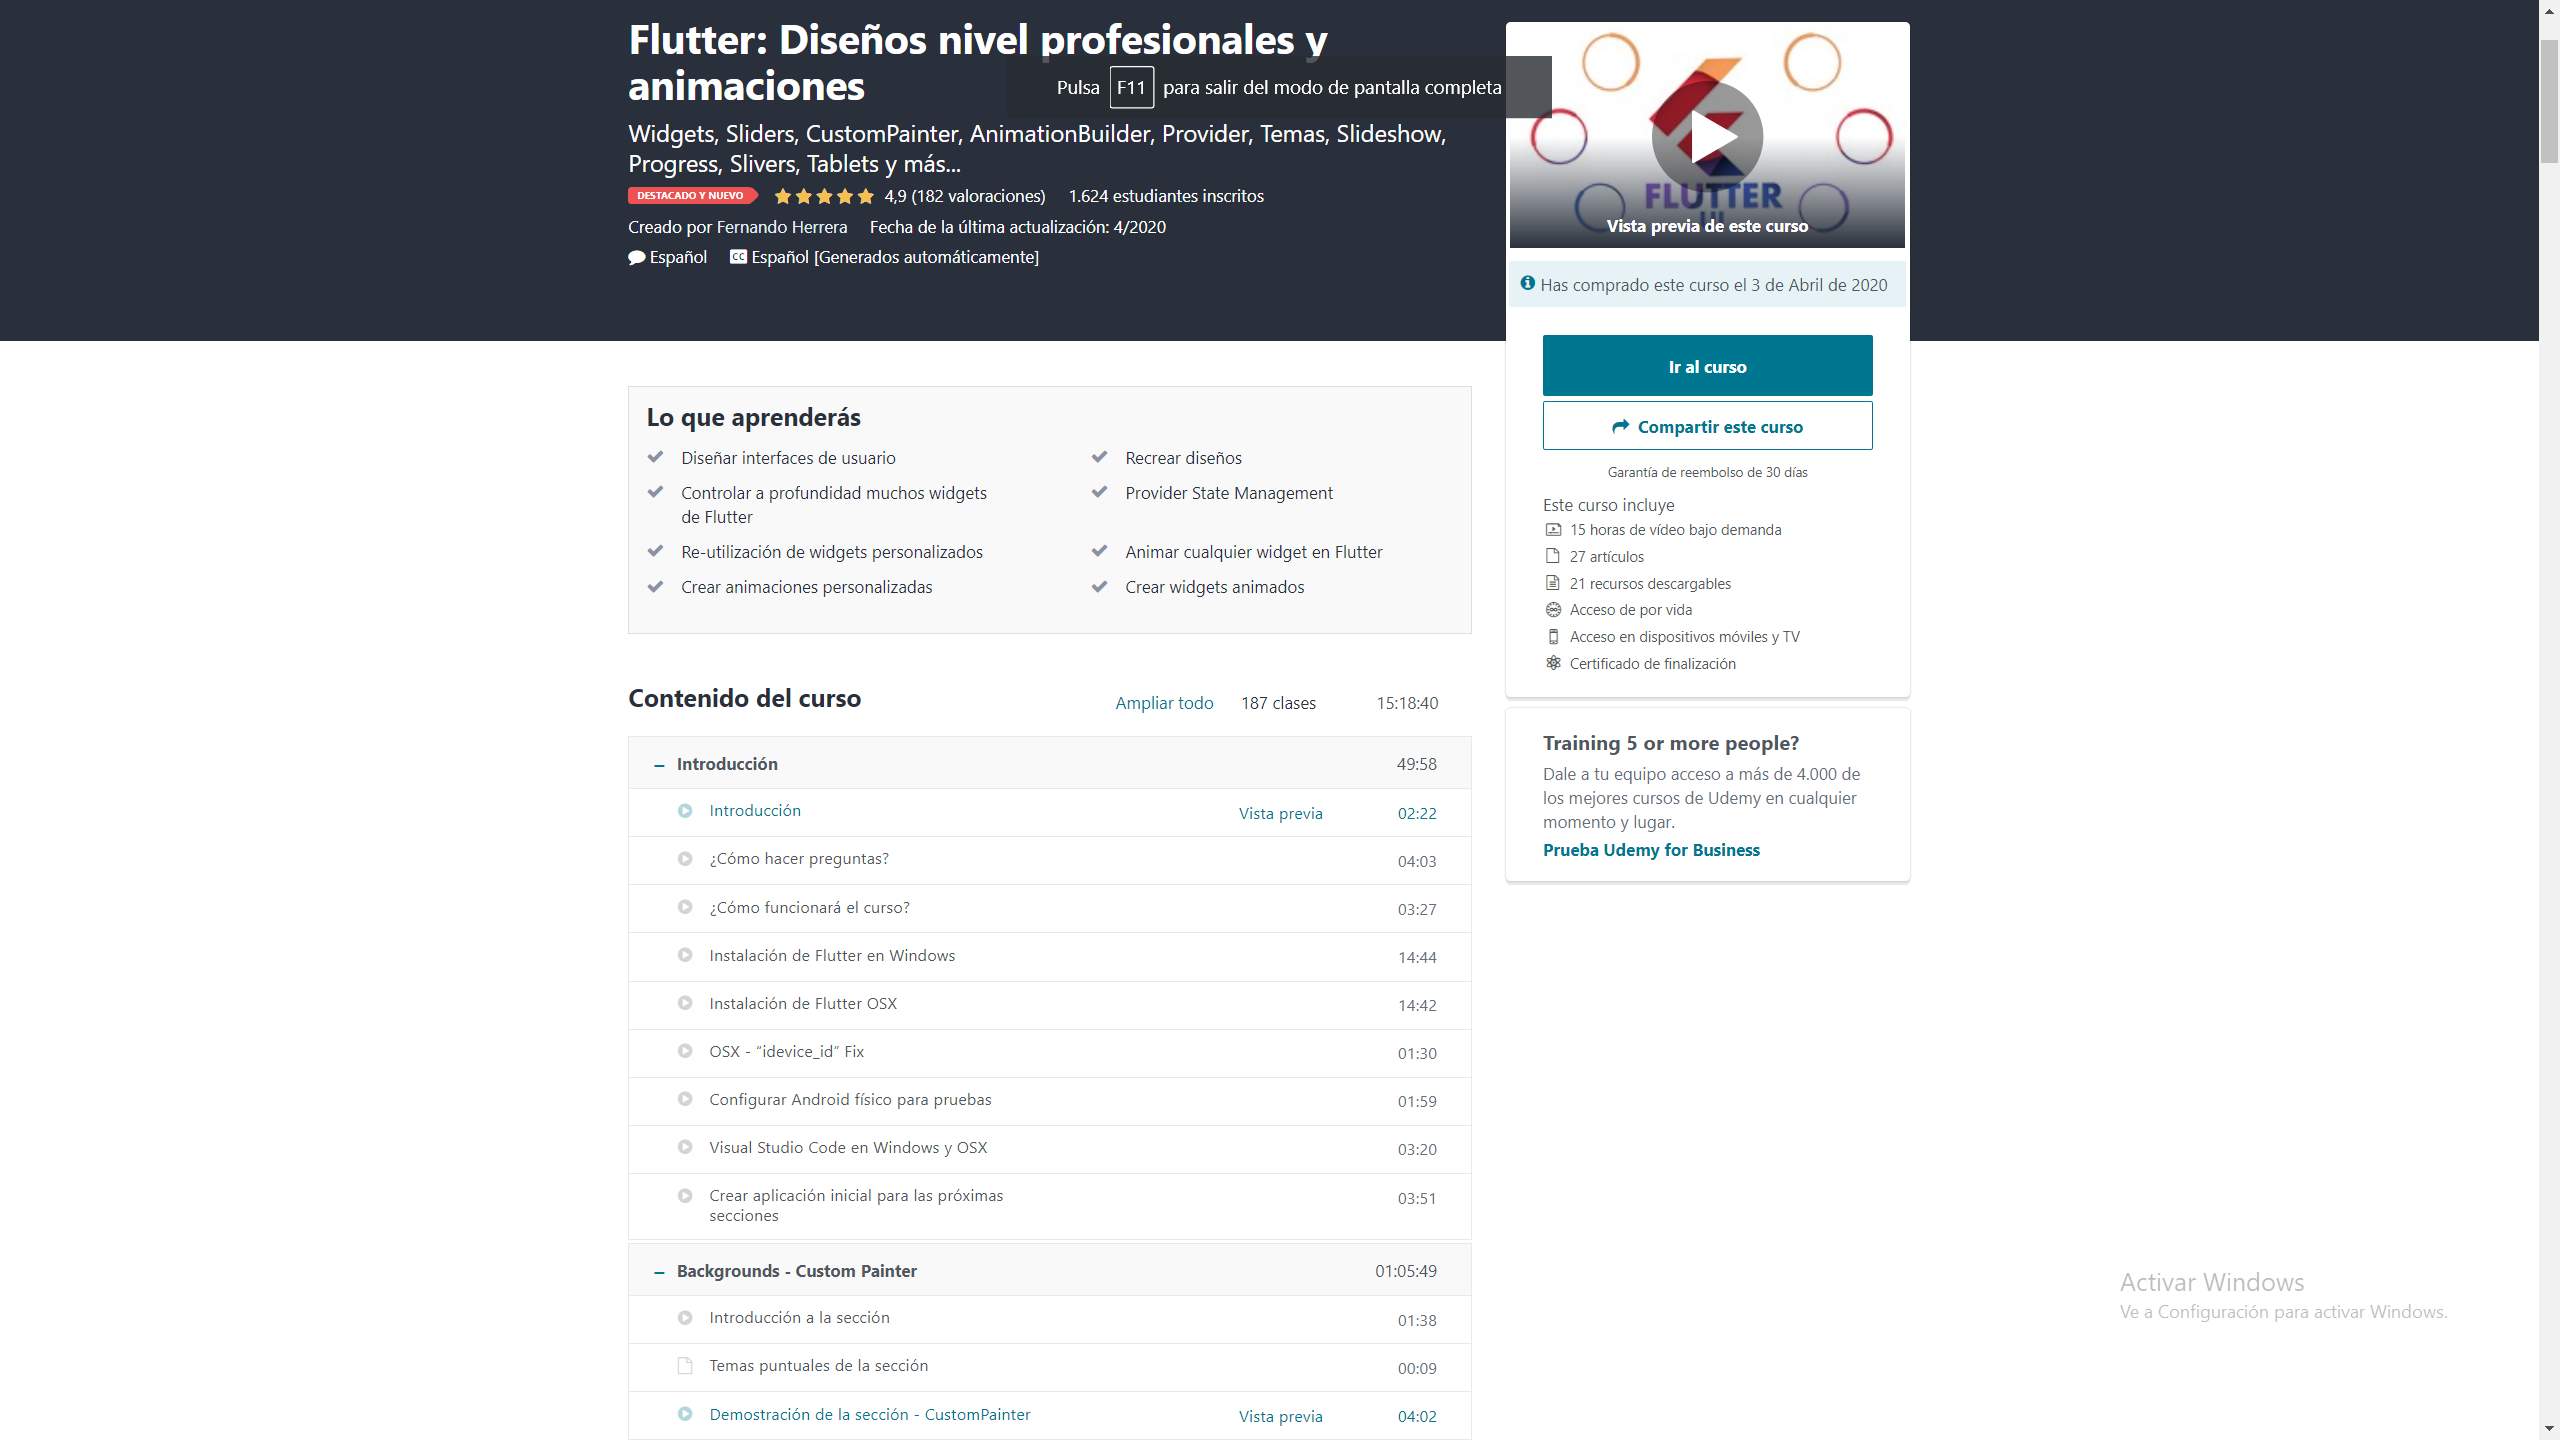 Flutter: Diseños nivel profesionales y
animaciones
Pulsa F11 para salir del modo de pantalla completa
Widgets, Sliders, CustomPainter, AnimationBuilder, Provider, Temas, Slideshow,
Progress, Slivers, Tablets y más...
DESTACADO Y NUEVO 4,9 (182 valoraciones) 1.624 estudiantes inscritos
Creado por Fernando Herrera Fecha de la última actualización: 4/2020
Español CC Español [Generados automáticamente]
FLUTTER
Vista previa de este curso
Has comprado este curso el 3 de Abril de 2020
Ir al curso
Compartir este curso
Garantía de reembolso de 30 días
Este curso incluye
15 horas de vídeo bajo demanda
27 artículos
21 recursos descargables
Acceso de por vida
Acceso en dispositivos móviles y TV
Certificado de finalización
Training 5 or more people?
Dale a tu equipo acceso a más de 4.000 de
los mejores cursos de Udemy en cualquier
momento y lugar.
Prueba Udemy for Business
Lo que aprenderás
Diseñar interfaces de usuario
Recrear diseños
Controlar a profundidad muchos widgets
de Flutter
Provider State Management
Re-utilización de widgets personalizados
Animar cualquier widget en Flutter
Crear animaciones personalizadas
Crear widgets animados
Contenido del curso Ampliar todo 187 clases 15:18:40
Introducción 49:58
Introducción Vista previa 02:22
¿Cómo hacer preguntas? 04:03
¿Cómo funcionará el curso? 03:27
Instalación de Flutter en Windows 14:44
Instalación de Flutter OSX 14:42
OSX - “idevice_id” Fix 01:30
Configurar Android físico para pruebas 01:59
Visual Studio Code en Windows y OSX 03:20
Crear aplicación inicial para las próximas 03:51
secciones
Backgrounds - Custom Painter 01:05:49
Introducción a la sección 01:38
Temas puntuales de la sección 00:09
Demostración de la sección - CustomPainter Vista previa 04:02
Activar Windows
Ve a Configuración para activar Windows.